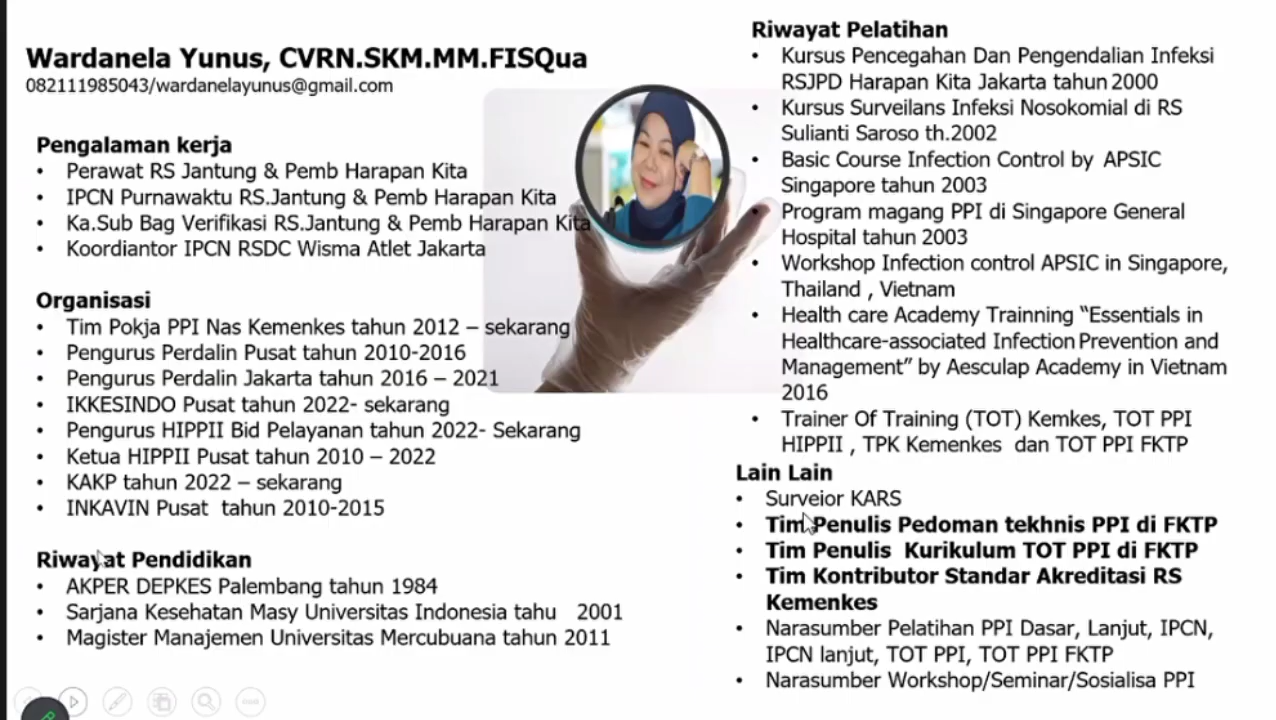 Wardanela Yunus, CVRN.SKM.MM.FISQua
082111985043/wardanelayunus@gmail.com
Pengalaman kerja
• Perawat RS Jantung & Pemb Harapan Kita
• IPCN Purnawaktu RS.Jantung & Pemb Harapan Kita
• Ka.Sub Bag Verifikasi RS.Jantung & Pemb Harapan Kita
• Koordiantor IPCN RSDC Wisma Atlet Jakarta
Organisasi
• Tim Pokja PPI Nas Kemenkes tahun 2012 – sekarang
• Pengurus Perdalin Pusat tahun 2010-2016
• Pengurus Perdalin Jakarta tahun 2016 – 2021
• IKKESINDO Pusat tahun 2022- sekarang
• Pengurus HIPPII Bid Pelayanan tahun 2022- Sekarang
• Ketua HIPPII Pusat tahun 2010 – 2022
• KAKP tahun 2022 – sekarang
• INKAVIN Pusat tahun 2010-2015
Riwayat Pendidikan
• AKPER DEPKES Palembang tahun 1984
• Sarjana Kesehatan Masy Universitas Indonesia tahu 2001
• Magister Manajemen Universitas Mercubuana tahun 2011
Riwayat Pelatihan
• Kursus Pencegahan Dan Pengendalian Infeksi
RSJPD Harapan Kita Jakarta tahun 2000
• Kursus Surveilans Infeksi Nosokomial di RS
Sulianti Saroso th.2002
• Basic Course Infection Control by APSIC
Singapore tahun 2003
• Program magang PPI di Singapore General
Hospital tahun 2003
• Workshop Infection control APSIC in Singapore,
Thailand , Vietnam
• Health care Academy Trainning “Essentials in
Healthcare-associated Infection Prevention and
Management” by Aesculap Academy in Vietnam
2016
• Trainer Of Training (TOT) Kemkes, TOT PPI
HIPPII , TPK Kemenkes dan TOT PPI FKTP
Lain Lain
• Surveior KARS
• Tim Penulis Pedoman tekhnis PPI di FKTP
• Tim Penulis Kurikulum TOT PPI di FKTP
• Tim Kontributor Standar Akreditasi RS
Kemenkes
• Narasumber Pelatihan PPI Dasar, Lanjut, IPCN,
IPCN lanjut, TOT PPI, TOT PPI FKTP
• Narasumber Workshop/Seminar/Sosialisa PPI